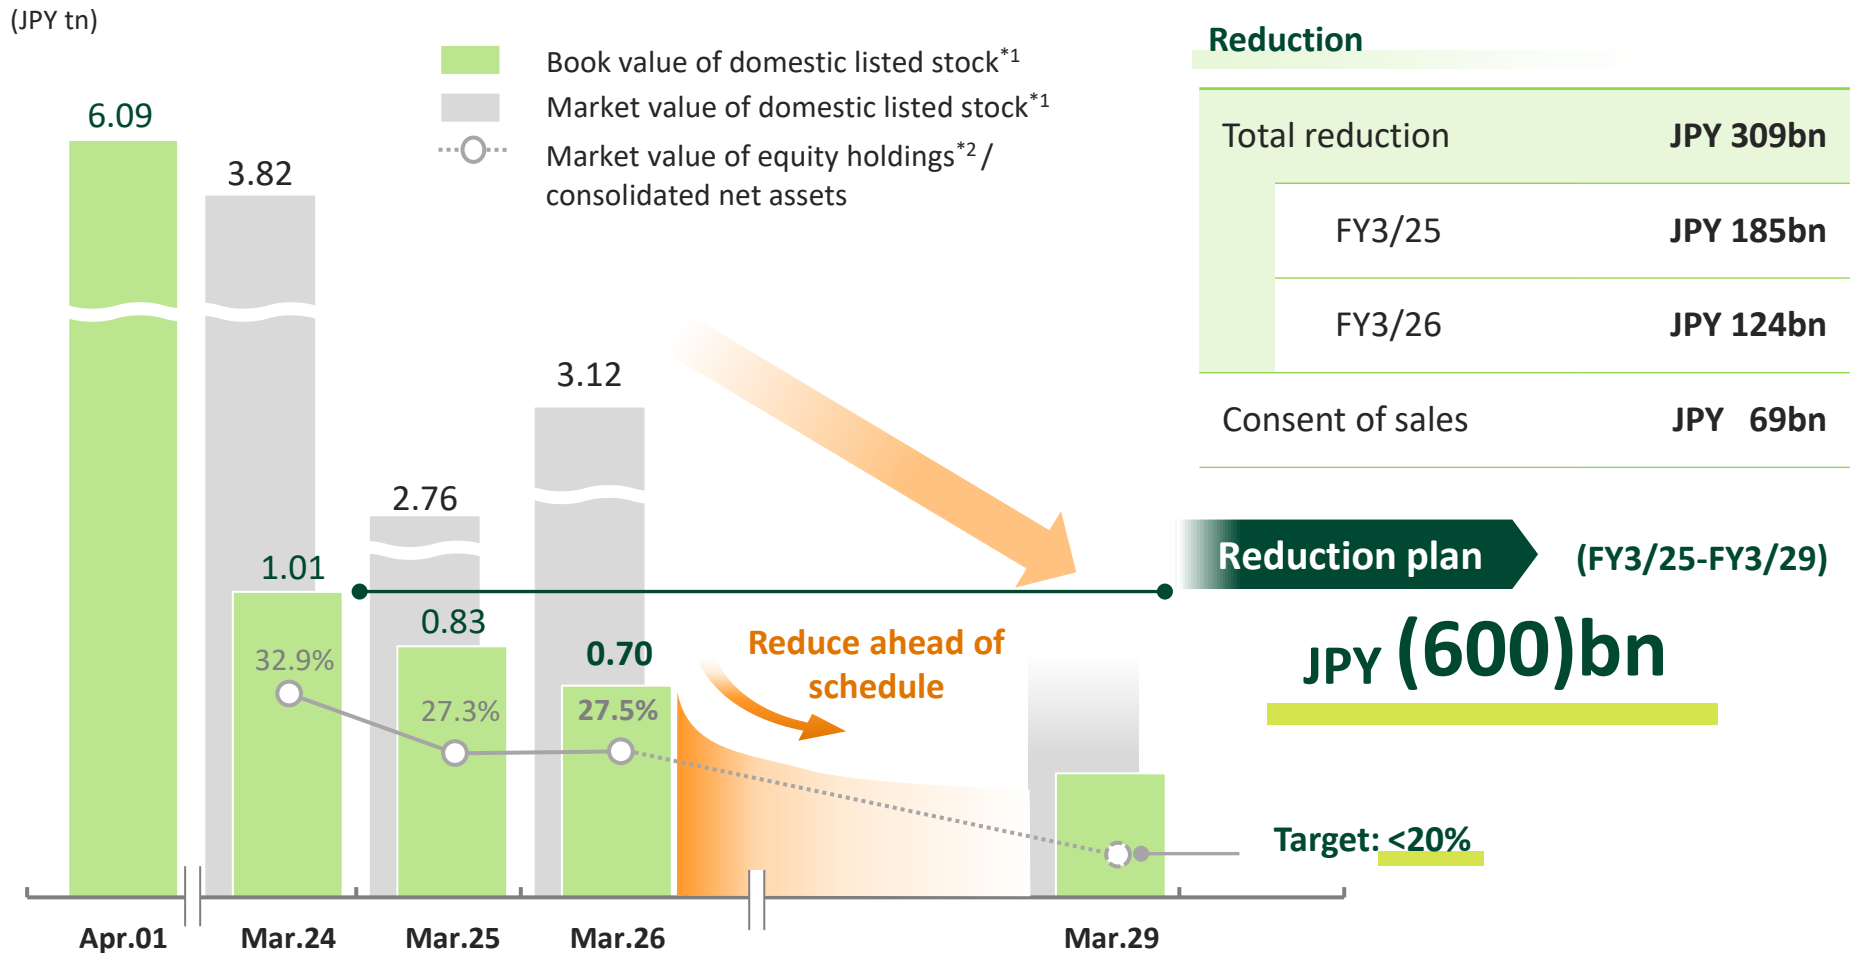 (JPY tn)
Book value of domestic listed stock*1
Market value of domestic listed stock*1
Market value of equity holdings*2 /
consolidated net assets
6.09
3.82
1.01
32.9%
2.76
0.83
27.3%
3.12
0.70
27.5%
Reduce ahead of
schedule
Apr.01
Mar.24
Mar.25
Mar.26
Mar.29
Reduction
Total reduction JPY 309bn
FY3/25 JPY 185bn
FY3/26 JPY 124bn
Consent of sales JPY 69bn
Reduction plan (FY3/25-FY3/29)
JPY (600)bn
Target: <20%